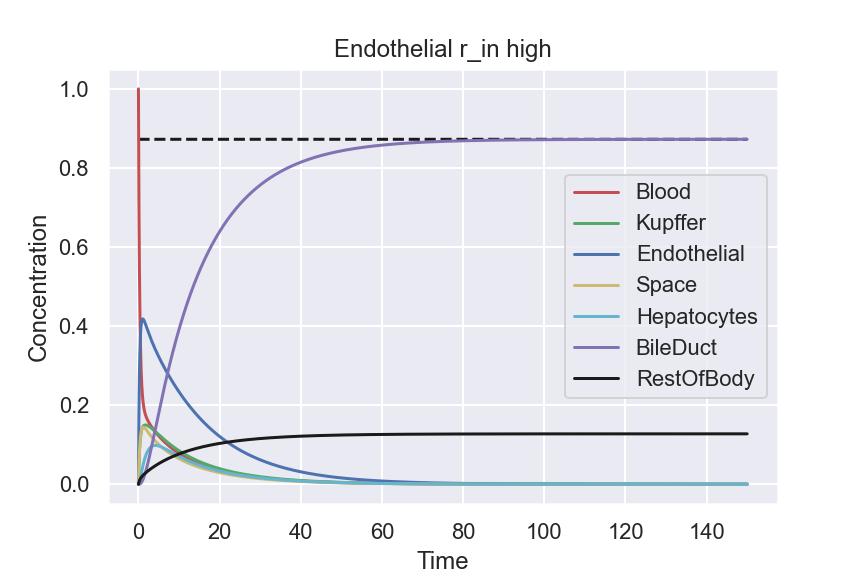 Endothelial r_in high
1.0
0.8
0.6
0.4
0.2
0.0
Concentration
0 20 40 60 80 100 120 140
Time
Blood
Kupffer
Endothelial
Space
Hepatocytes
BileDuct
RestOfBody